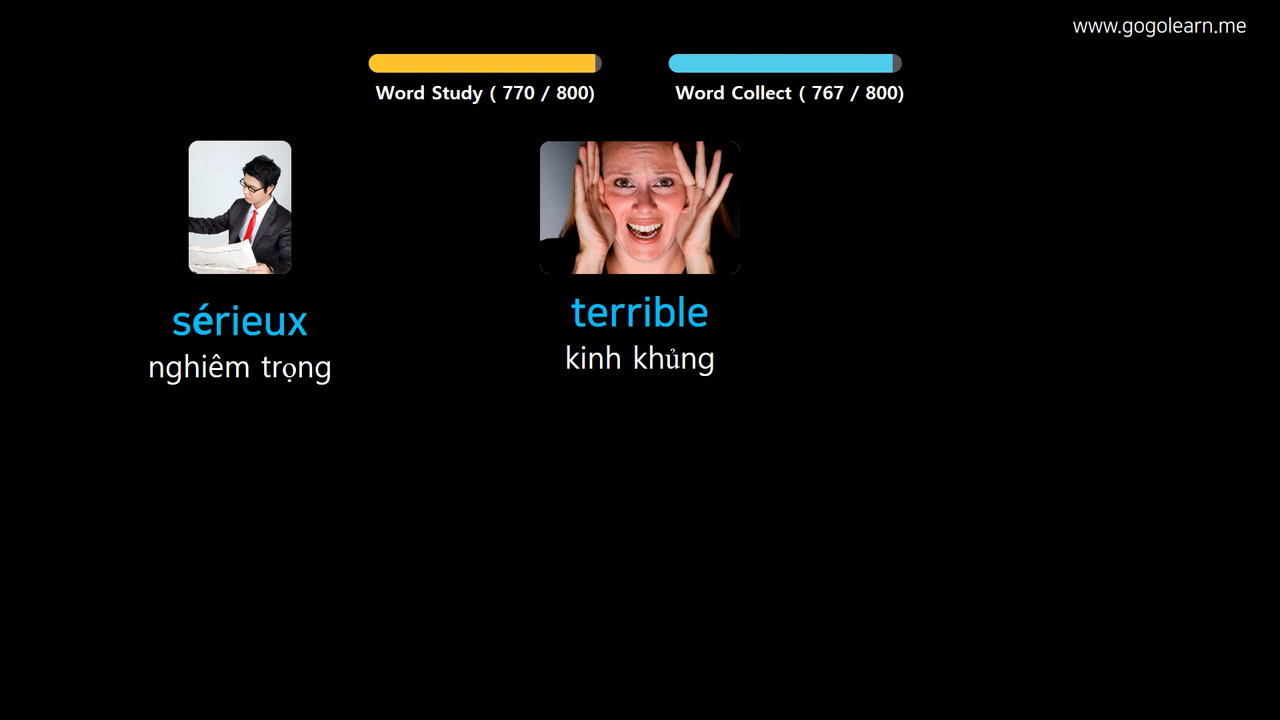 www.gogolearn.me
Word Study ( 770 / 800)
Word Collect ( 767 / 800)
sérieux
nghiêm trọng
terrible
kinh khủng